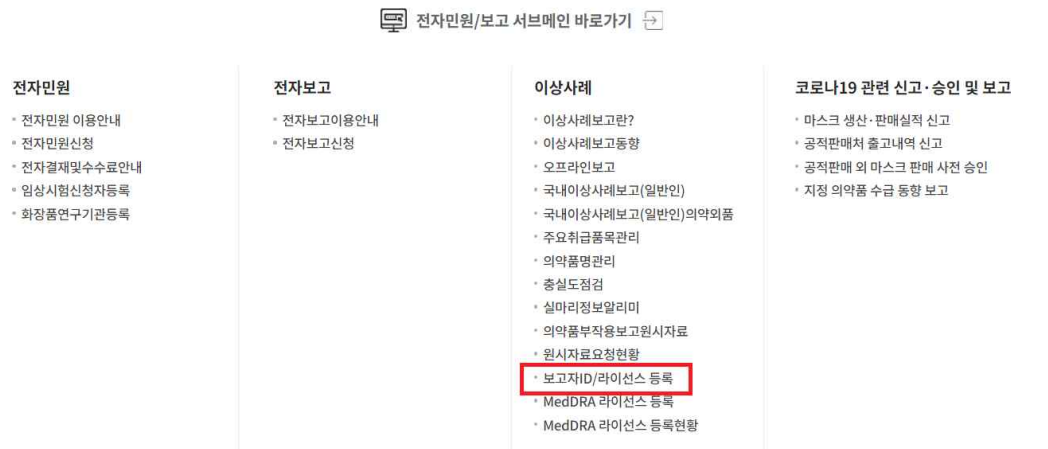 전자민원/보고 서브메인 바로가기
전자민원
전자민원 이용안내
전자민원신청
전자결재및수수료안내
임상시험신청자등록
화장품연구기관등록
전자보고
전자보고이용안내
전자보고신청
이상사례
이상사례보고란?
이상사례보고동향
오프라인보고
국내이상사례보고(일반인)
국내이상사례보고(일반인)의약외품
주요취급품목관리
의약품명관리
충실도점검
실마리정보알리미
의약품부작용보고원시자료
원시자료요청현황
보고자ID/라이선스 등록
MedDRA 라이선스 등록
MedDRA 라이선스 등록현황
코로나19 관련 신고·승인 및 보고
마스크 생산·판매실적 신고
공적판매처 출고내역 신고
공적판매 외 마스크 판매 사전 승인
지정 의약품 수급 동향 보고